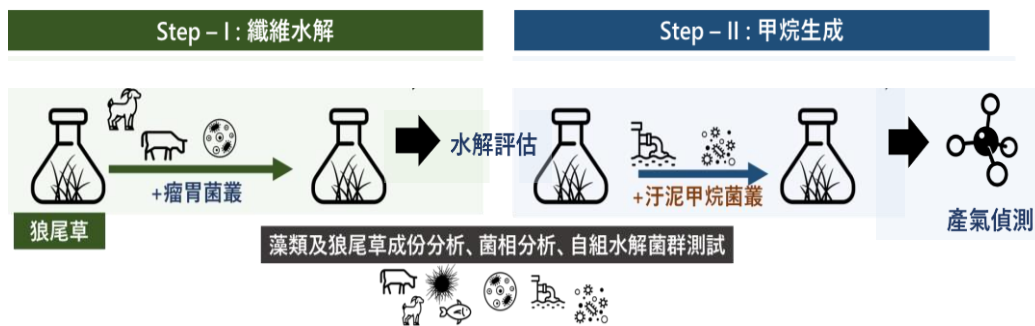 Step – I : 纖維水解
Step – II : 甲烷生成
水解評估
+瘤胃菌叢
+汙泥甲烷菌叢
狼尾草
產氣偵測
藻類及狼尾草成份分析、菌相分析、自組水解菌群測試